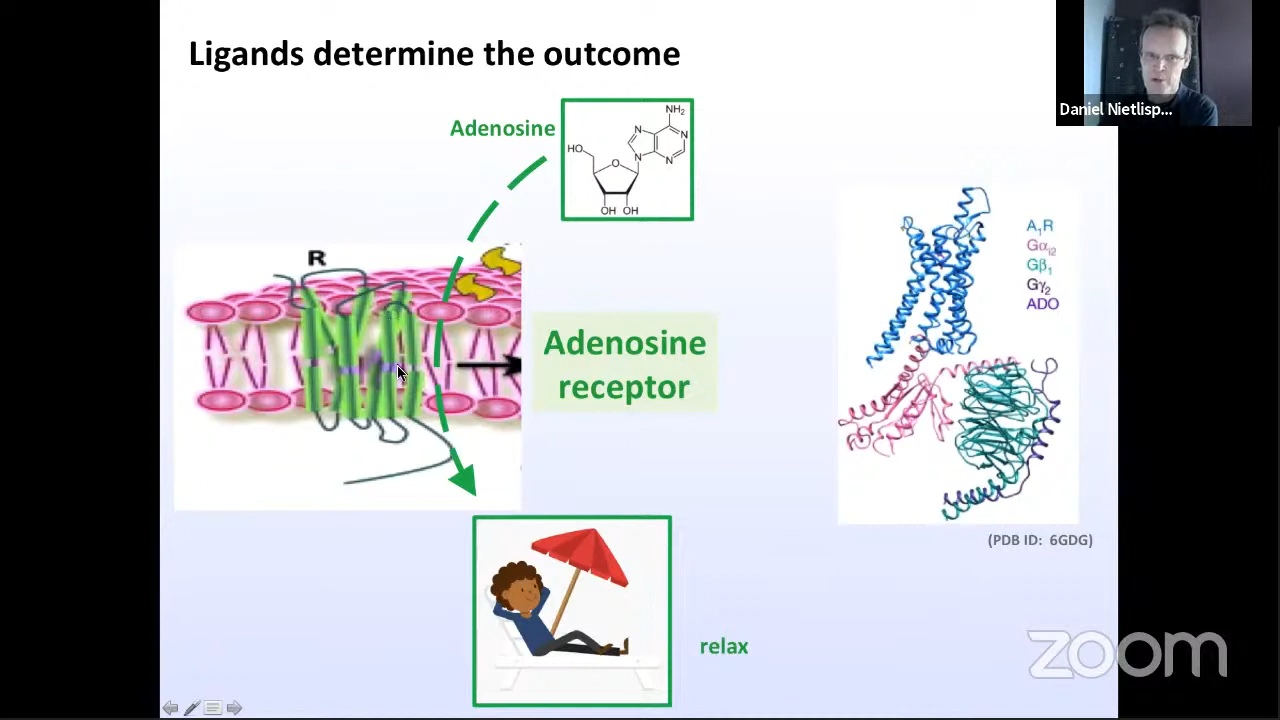 Ligands determine the outcome
Daniel Nietlisp...
Adenosine
NH₂
N
N
N
N
HO
O
OH OH
R
Adenosine
receptor
A₁R
Gαi2
Gβ₁
Gγ₂
ADO
(PDB ID: 6GDG)
relax
zoom